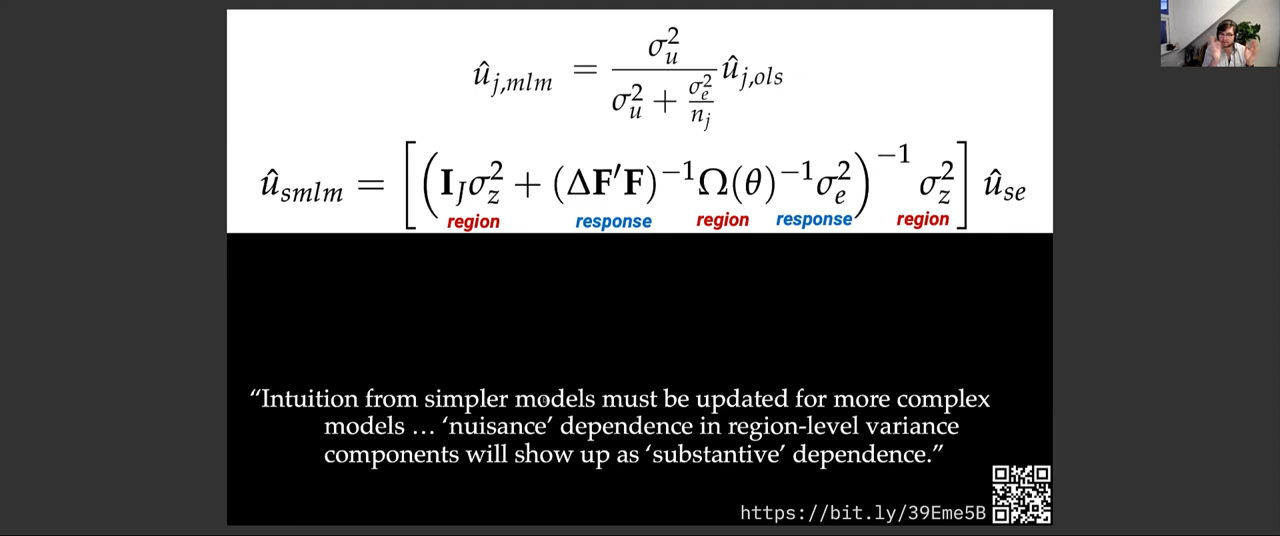 û_{j,mlm} = \frac{σ_u^2}{σ_u^2 + \frac{σ_e^2}{n_j}} û_{j,ols}
û_{smlm} = [(I_Jσ_z^2 + (ΔF′F)^{−1}Ω(θ)^{−1}σ_e^2)^{−1} σ_z^2] û_{se}
region response region response region
“Intuition from simpler models must be updated for more complex
models … ‘nuisance’ dependence in region-level variance
components will show up as ‘substantive’ dependence.”
https://bit.ly/39Eme5B